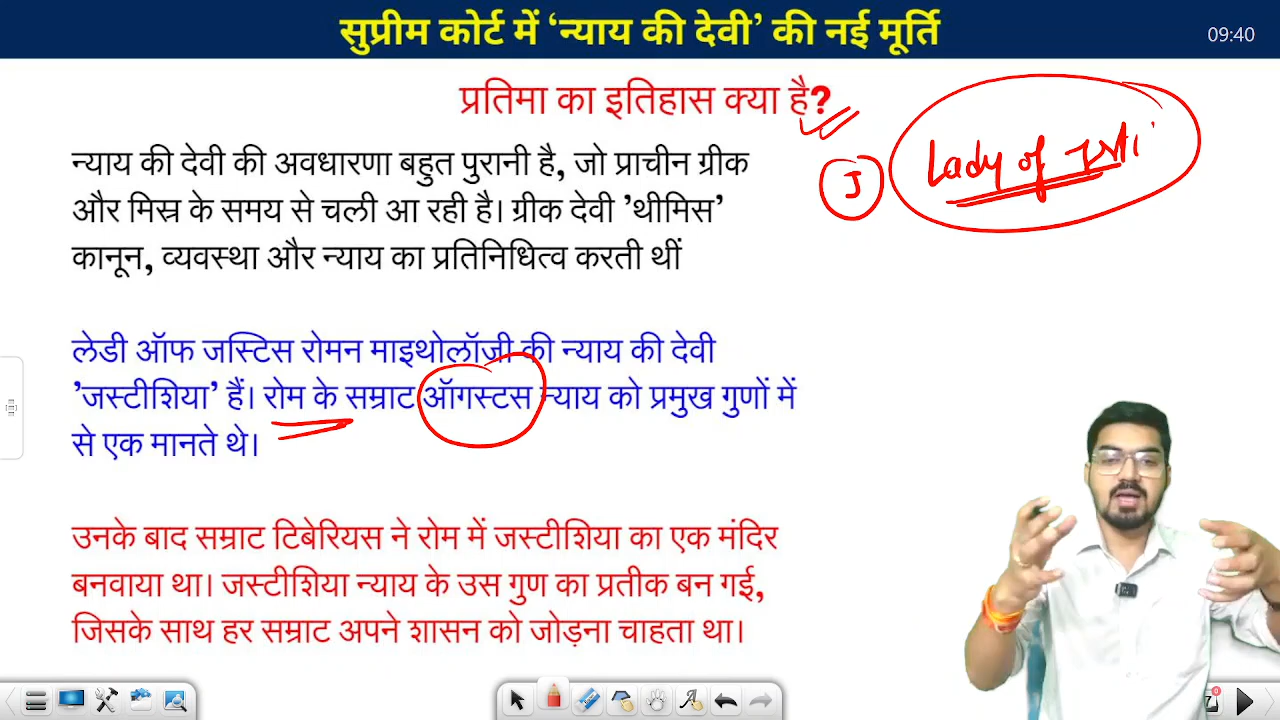 सुप्रीम कोर्ट में ‘न्याय की देवी’ की नई मूर्ति
09:40
प्रतिमा का इतिहास क्या है?
J
Lady of
न्याय की देवी की अवधारणा बहुत पुरानी है, जो प्राचीन ग्रीक
और मिस्र के समय से चली आ रही है। ग्रीक देवी ’थीमिस’
कानून, व्यवस्था और न्याय का प्रतिनिधित्व करती थीं
लेडी ऑफ जस्टिस रोमन माइथोलॉजी की न्याय की देवी
’जस्टीशिया’ हैं। रोम के सम्राट ऑगस्टस न्याय को प्रमुख गुणों में
से एक मानते थे।
उनके बाद सम्राट टिबेरियस ने रोम में जस्टीशिया का एक मंदिर
बनवाया था। जस्टीशिया न्याय के उस गुण का प्रतीक बन गई,
जिसके साथ हर सम्राट अपने शासन को जोड़ना चाहता था।